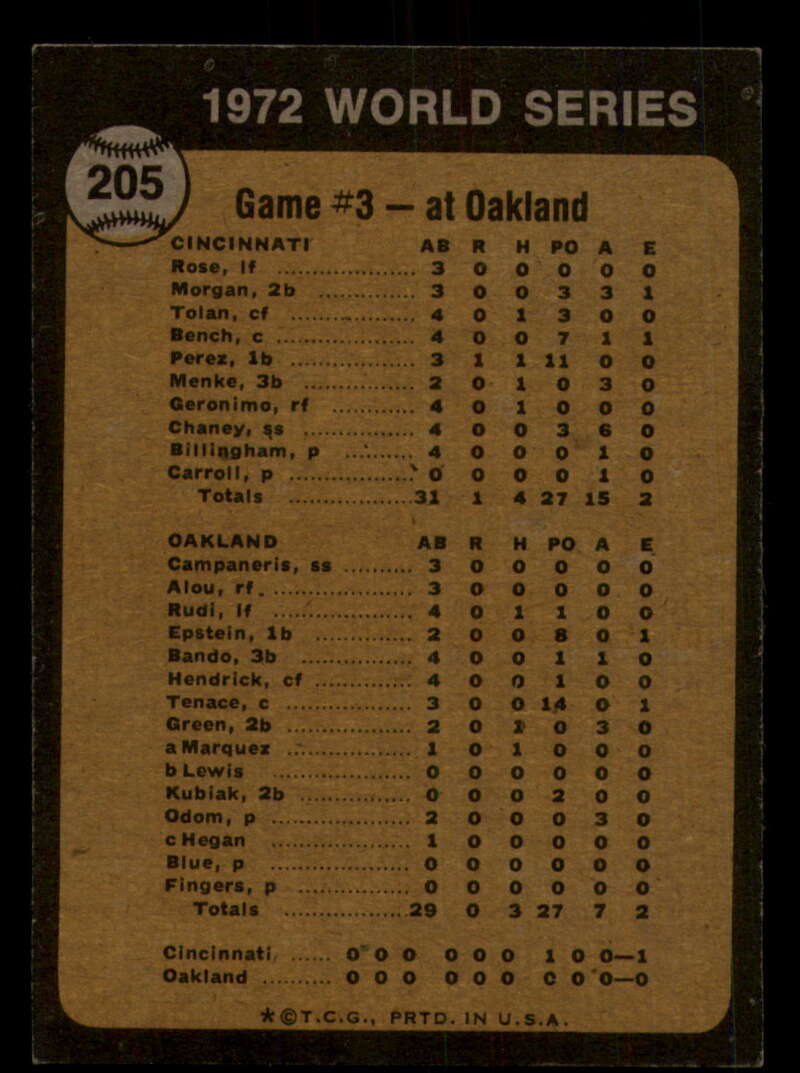 1972 WORLD SERIES
205
Game #3 — at Oakland
CINCINNATI AB R H PO A E
Rose, lf .................... 3 0 0 0 0 0
Morgan, 2b .............. 3 0 0 3 3 1
Tolan, cf .................. 4 0 1 3 0 0
Bench, c .................... 4 0 0 7 1 1
Perez, 1b .................. 3 1 1 11 0 0
Menke, 3b ................ 2 0 1 0 3 0
Geronimo, rf ............ 4 0 1 0 0 0
Chaney, ss ................ 4 0 0 3 6 0
Billingham, p .......... 4 0 0 0 1 0
Carroll, p .................. 0 0 0 0 1 0
Totals .................. 31 1 4 27 15 2
OAKLAND AB R H PO A E
Campaneris, ss .......... 3 0 0 0 0 0
Alou, rf .................... 3 0 0 0 0 0
Rudi, lf .................... 4 0 1 1 0 0
Epstein, 1b .............. 2 0 0 8 0 1
Bando, 3b ................ 4 0 0 1 1 0
Hendrick, cf .............. 4 0 0 1 0 0
Tenace, c .................. 3 0 0 14 0 1
Green, 2b .................. 2 0 1 0 3 0
a Marquez .................. 1 0 1 0 0 0
b Lewis .................... 0 0 0 0 0 0
Kubiak, 2b ................ 0 0 0 2 0 0
Odom, p .................... 2 0 0 0 3 0
c Hegan .................... 1 0 0 0 0 0
Blue, p .................... 0 0 0 0 0 0
Fingers, p ................ 0 0 0 0 0 0
Totals .................. 29 0 3 27 7 2
Cincinnati ...... 0 0 0 0 0 0 1 0 0—1
Oakland .......... 0 0 0 0 0 0 0 0 0—0
*©T.C.G., PRTD. IN U.S.A.